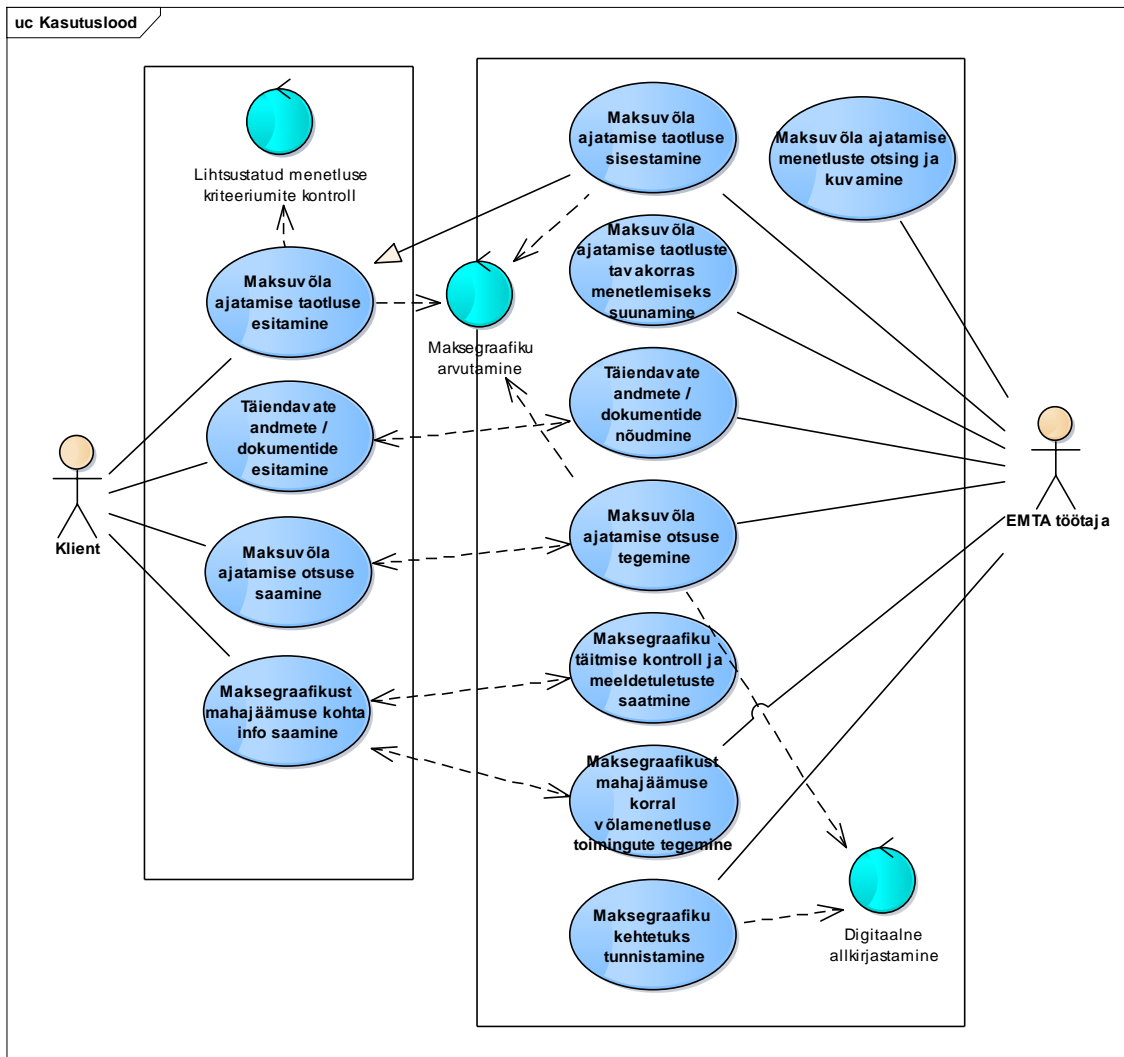 uc Kasutuslood
Lihtsustatud menetluse
kriteeriumite kontroll
Maksuvõla
ajatamise taotluse
esitamine
Täiendavate
andmete /
dokumentide
esitamine
Maksuvõla
ajatamise otsuse
saamine
Maksegraafikust
mahajäämuse kohta
info saamine
Klient
Maksegraafiku
arvutamine
Maksuvõla
ajatamise taotluse
sisestamine
Maksuvõla
ajatamise taotluste
tavakorras
menetlemiseks
suunamine
Täiendavate
andmete /
dokumentide
nõudmine
Maksuvõla
ajatamise otsuse
tegemine
Maksegraafiku
täitmise kontroll ja
meeldetuletuste
saatmine
Maksegraafikust
mahajäämuse
korral
võlamenetluse
toimingute tegemine
Maksegraafiku
kehtetuks
tunnistamine
Maksuvõla ajatamise
menetluste otsing ja
kuvamine
Digitaalne
allkirjastamine
EMTA töötaja